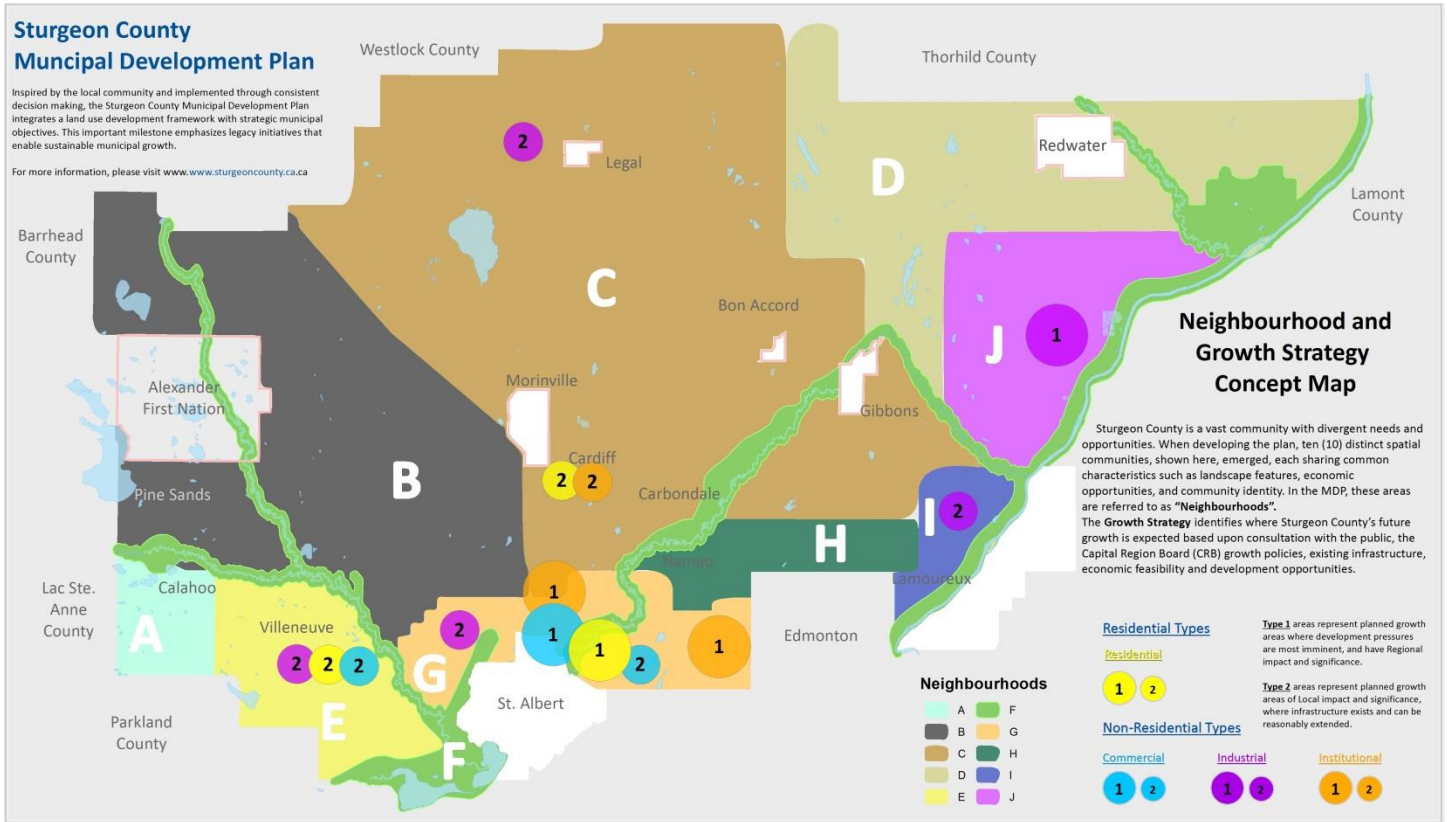 Sturgeon County
Muncipal Development Plan
Inspired by the local community and implemented through consistent
decision making, the Sturgeon County Municipal Development Plan
integrates a land use development framework with strategic municipal
objectives. This important milestone emphasizes legacy initiatives that
enable sustainable municipal growth.
For more information, please visit www.www.sturgeoncounty.ca.ca
Westlock County
Thorhild County
Barrhead
County
Lamont
County
2
Legal
Redwater
D
C
Bon Accord
J
1
Alexander
First Nation
Morinville
Gibbons
Pine Sands
B
Cardiff
2
2
Carbondale
I
2
H
Namao
Lamoureux
Calahoo
Lac Ste.
Anne
County
A
Villeneuve
2
2
2
E
Parkland
County
2
G
1
1
1
2
1
Edmonton
St. Albert
F
Neighbourhood and
Growth Strategy
Concept Map
Sturgeon County is a vast community with divergent needs and
opportunities. When developing the plan, ten (10) distinct spatial
communities, shown here, emerged, each sharing common
characteristics such as landscape features, economic
opportunities, and community identity. In the MDP, these areas
are referred to as “Neighbourhoods”.
The Growth Strategy identifies where Sturgeon County’s future
growth is expected based upon consultation with the public, the
Capital Region Board (CRB) growth policies, existing infrastructure,
economic feasibility and development opportunities.
Neighbourhoods
A F
B G
C H
D I
E J
Residential Types
Residential
1 2
Type 1 areas represent planned growth
areas where development pressures
are most imminent, and have Regional
impact and significance.
Type 2 areas represent planned growth
areas of Local impact and significance,
where infrastructure exists and can be
reasonably extended.
Non-Residential Types
Commercial Industrial Institutional
1 2 1 2 1 2